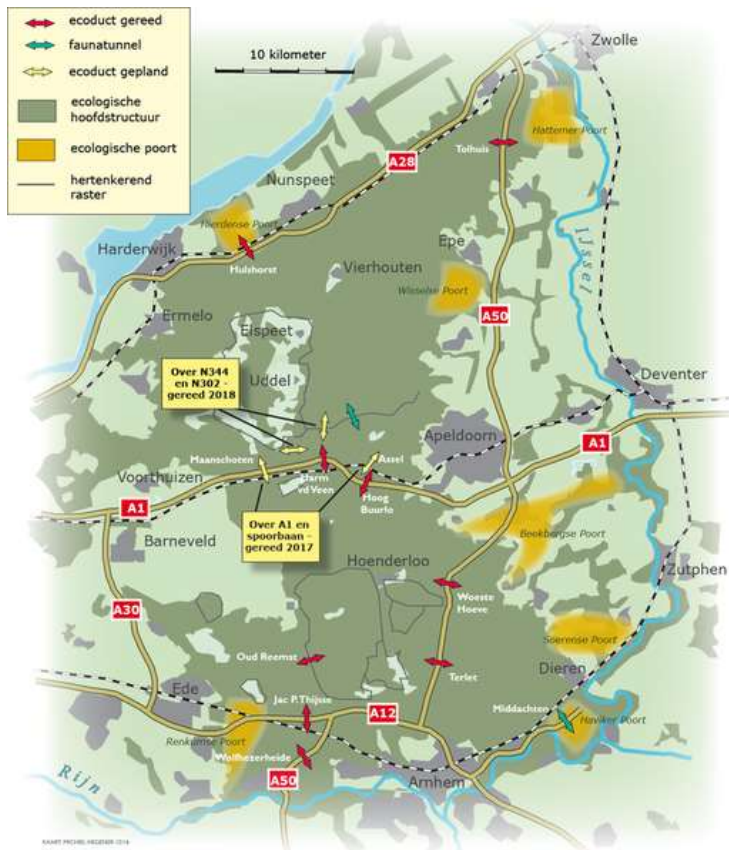 ecoduct gereed
faunatunnel
ecoduct gepland
ecologische
hoofdstructuur
ecologische poort
hertenkerend
raster
10 kilometer
Zwolle
Hattemer Poort
Tolhuis
A28
Nunspeet
Hierdense Poort
Harderwijk
Hulshorst
Vierhouten
Epe
Wisselse Poort
IJssel
Ermelo
Elspeet
A50
Over N344
en N302 -
gereed 2018
Uddel
Deventer
Apeldoorn
A1
Maanschoten
Assel
Voorthuizen
Harm
vd Veen
Hoog
Buurlo
A1
Over A1 en
spoorbaan -
gereed 2017
Barneveld
Beekbergse Poort
Hoenderloo
Zutphen
Woeste
Hoeve
A30
Soerense Poort
Oud Reemst
Terlet
Dieren
Ede
Jac P. Thijsse
Middachten
A12
Haviker Poort
Renkumse Poort
Wolfhezerheide
A50
Arnhem
Rijn